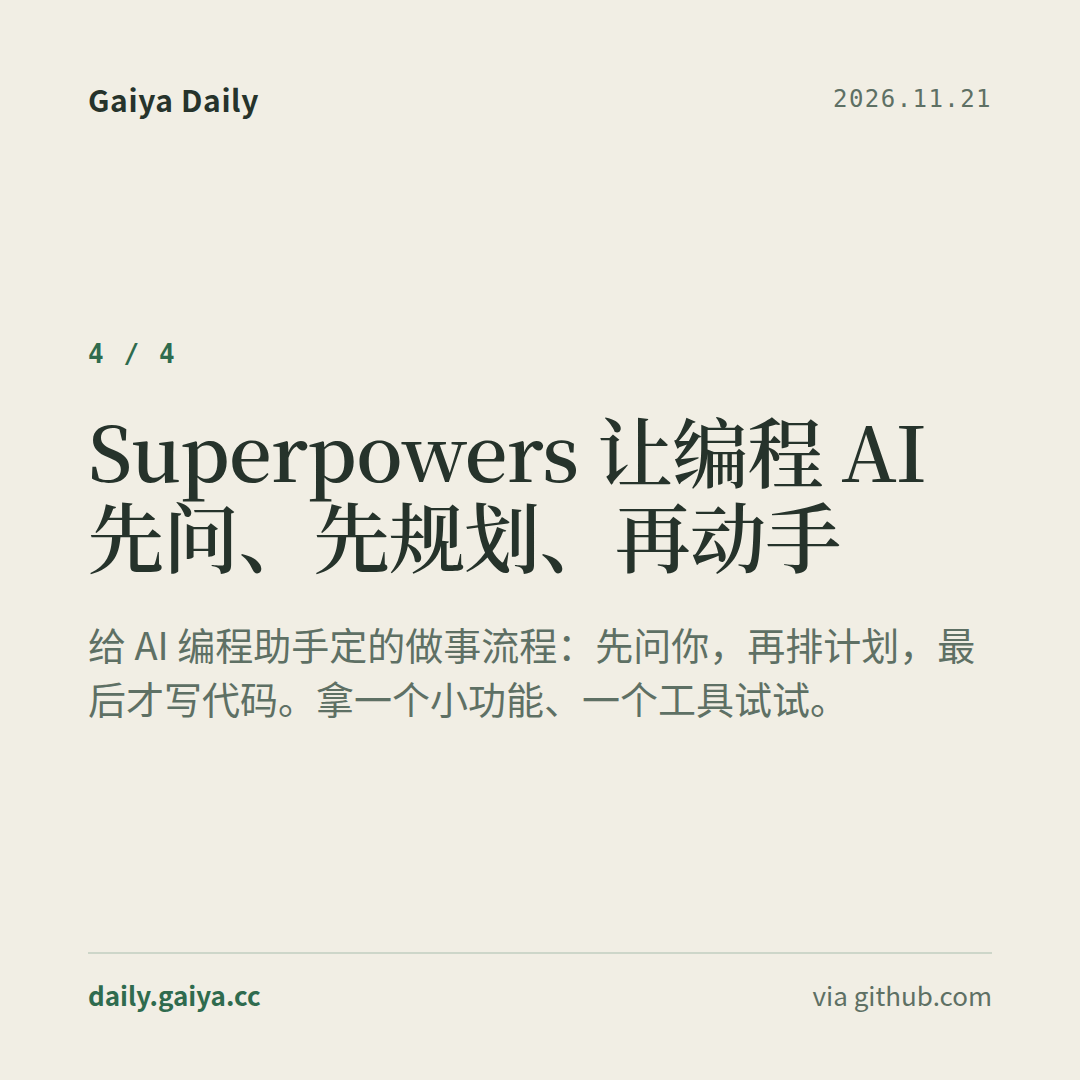 Gaiya Daily
2026.11.21
4 / 4
Superpowers 让编程 AI
先问、先规划、再动手
给 AI 编程助手定的做事流程：先问你，再排计划，最
后才写代码。拿一个小功能、一个工具试试。
daily.gaiya.cc
via github.com